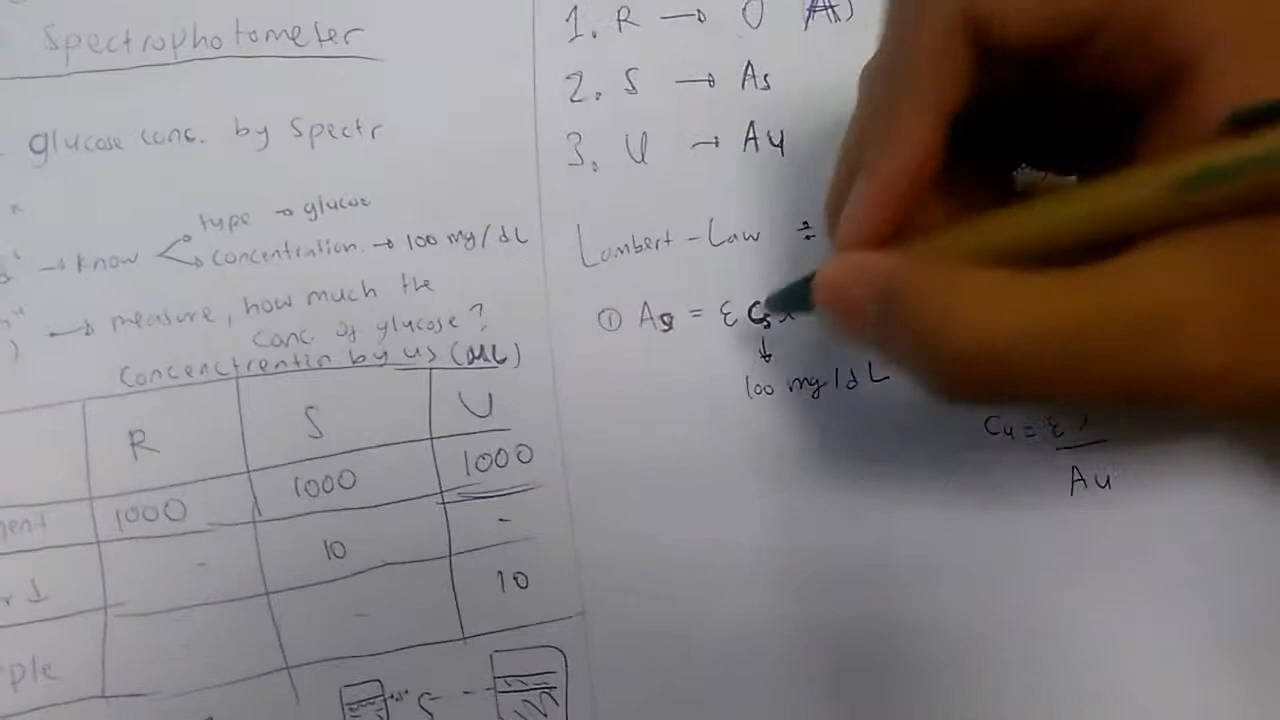 Spectrophotometer
glucose conc. by Spectr
type → glucose
→ know
concentration. → 100 mg/dL
→ measure, how much the
conc of glucose?
Concenctrentin by us
R S U
1000 1000 1000
- 10 -
- 10
ple
S
1. R → 0
2. S → As
3. U → Au
Lambert-Law
① As = ε Cs
↓
100 mg/dL
Cu = ε
Au